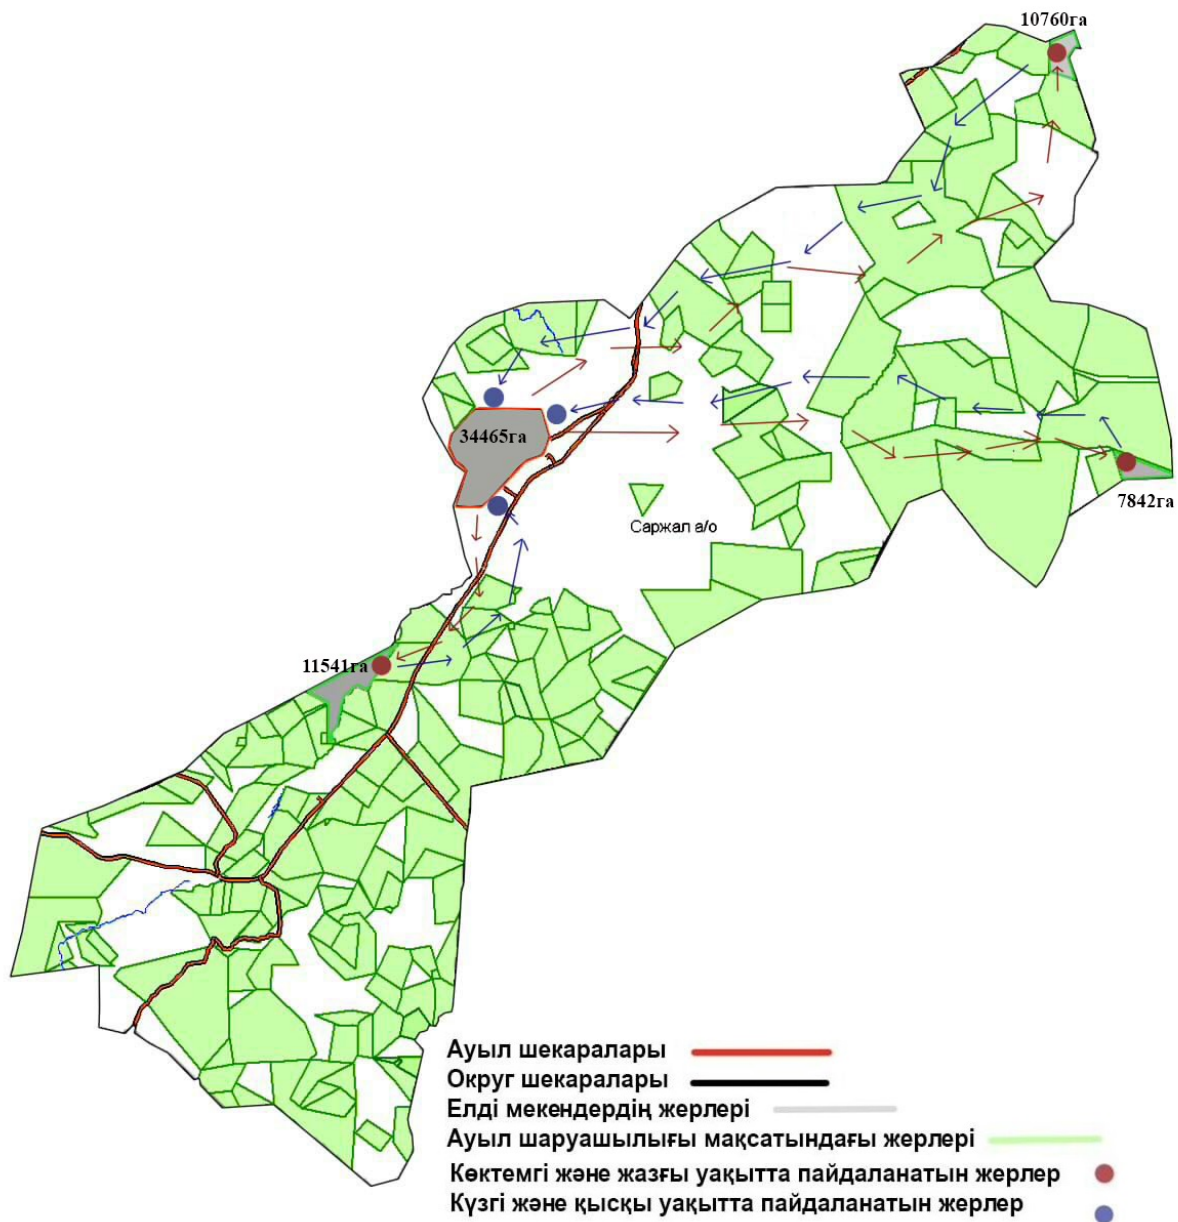 10760га
34465га
7842га
Саржал а/о
11541га
Ауыл шекаралары
Округ шекаралары
Елді мекендердің жерлері
Ауыл шаруашылығы мақсатындағы жерлері
Көктемгі және жазғы уақытта пайдаланатын жерлер
Күзгі және қысқы уақытта пайдаланатын жерлер